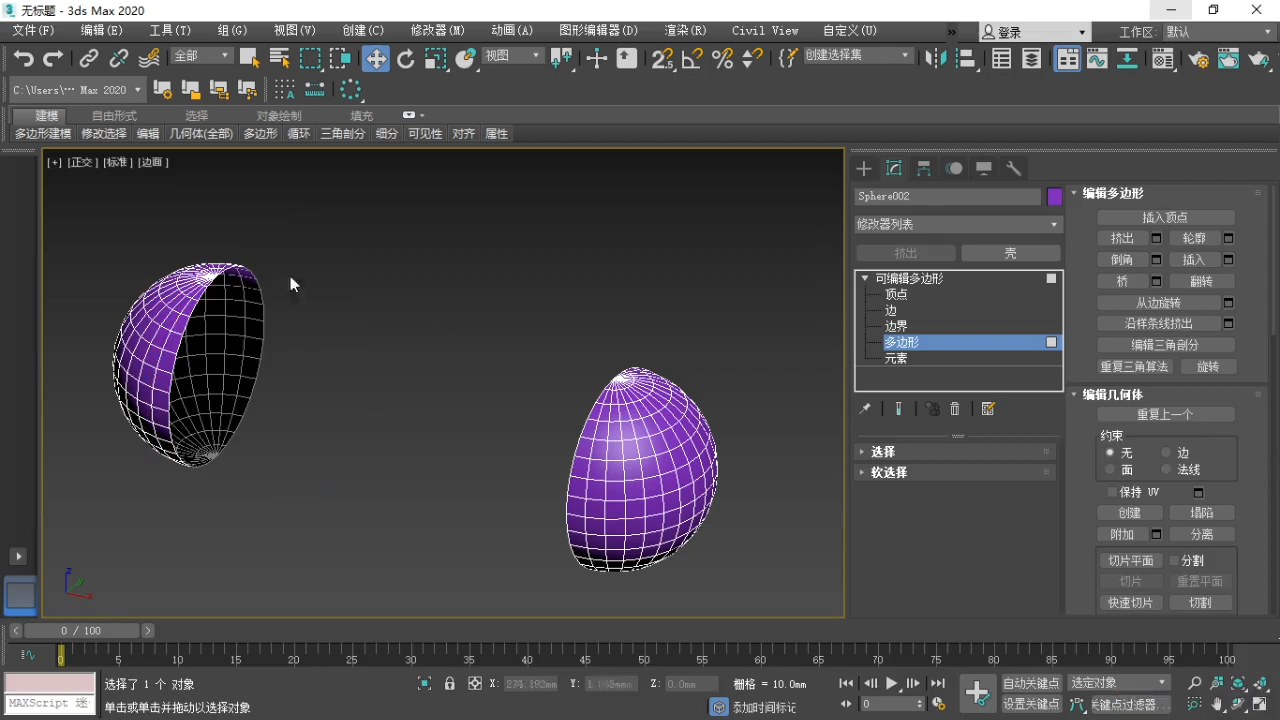 无标题 - 3ds Max 2020
文件(F) 编辑(E) 工具(T) 组(G) 视图(V) 创建(C) 修改器(M) 动画(A) 图形编辑器(D) 渲染(R) Civil View 自定义(U) » 登录 工作区: 默认
全部 视图 创建选择集
C:\Users\··· Max 2020
建模 自由形式 选择 对象绘制 填充
多边形建模 修改选择 编辑 几何体(全部) 多边形 循环 三角剖分 细分 可见性 对齐 属性
[+] [正交] [标准] [边面]
Sphere002
修改器列表
挤出 壳
可编辑多边形
顶点
边
边界
多边形
元素
选择
软选择
编辑多边形
插入顶点
挤出 轮廓
倒角 插入
桥 翻转
从边旋转
沿样条线挤出
编辑三角剖分
重复三角算法 旋转
编辑几何体
重复上一个
约束
无 边
面 法线
保持 UV
创建 塌陷
附加 分离
切片平面 分割
切片 重置平面
快速切片 切割
z
y
x
0 / 100
0 5 10 15 20 25 30 35 40 45 50 55 60 65 70 75 80 85 90 95 100
选择了 1 个 对象 X: Y: Z: 0.0mm 栅格 = 10.0mm 自动关键点 选定对象
MAXScript 迷 单击或单击并拖动以选择对象 添加时间标记 0 设置关键点 关键点过滤器...